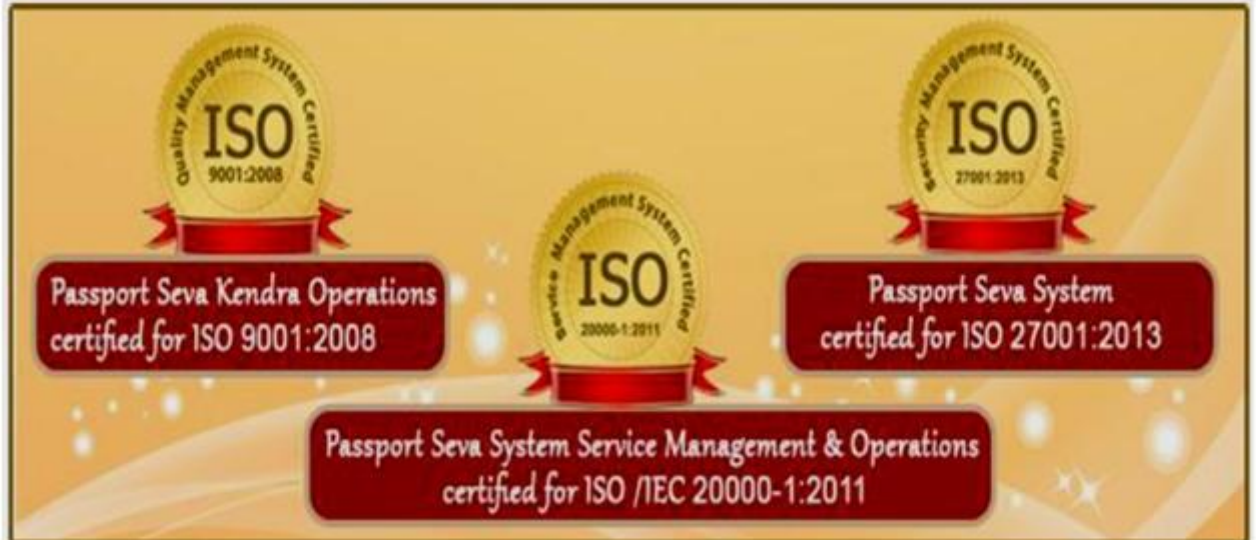 Quality Management System Certified
ISO
9001:2008
Passport Seva Kendra Operations
certified for ISO 9001:2008
Service Management System Certified
ISO
20000-1:2011
Passport Seva System Service Management & Operations
certified for ISO /IEC 20000-1:2011
Security Management System Certified
ISO
27001:2013
Passport Seva System
certified for ISO 27001:2013